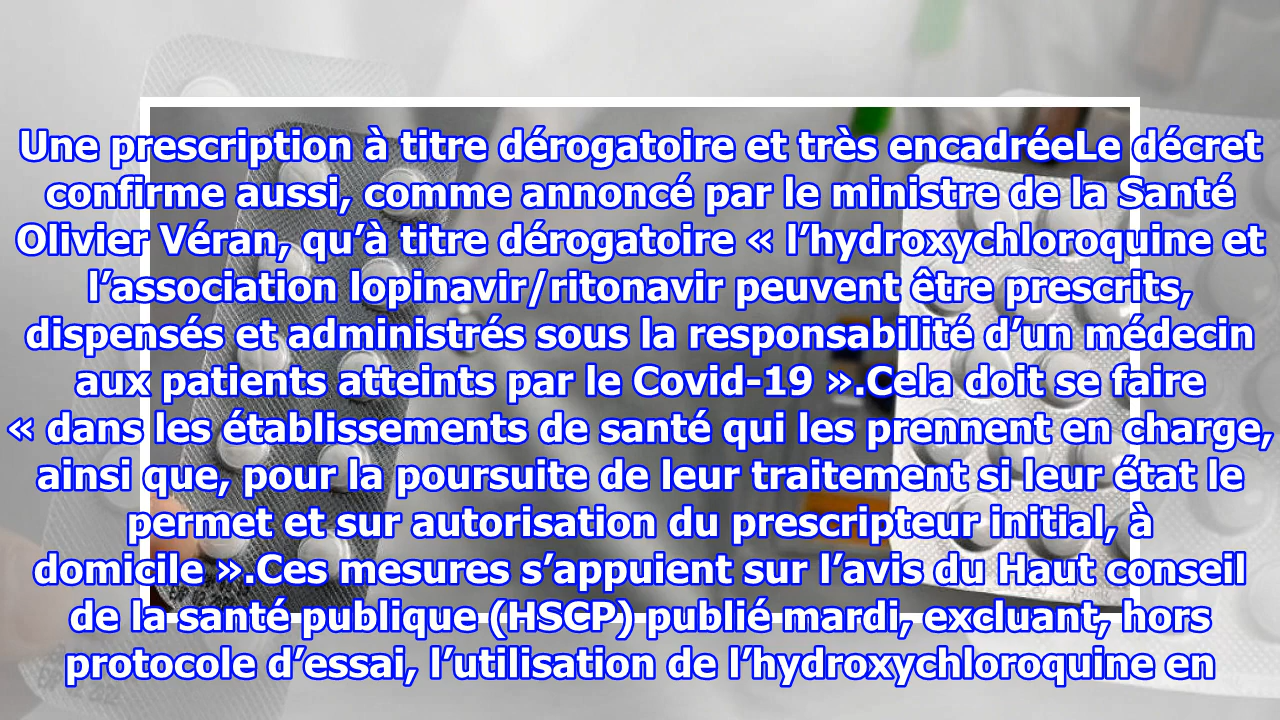 Une prescription à titre dérogatoire et très encadréeLe décret
confirme aussi, comme annoncé par le ministre de la Santé
Olivier Véran, qu’à titre dérogatoire « l’hydroxychloroquine et
l’association lopinavir/ritonavir peuvent être prescrits,
dispensés et administrés sous la responsabilité d’un médecin
aux patients atteints par le Covid-19 ».Cela doit se faire
« dans les établissements de santé qui les prennent en charge,
ainsi que, pour la poursuite de leur traitement si leur état le
permet et sur autorisation du prescripteur initial, à
domicile ».Ces mesures s’appuient sur l’avis du Haut conseil
de la santé publique (HSCP) publié mardi, excluant, hors
protocole d’essai, l’utilisation de l’hydroxychloroquine en